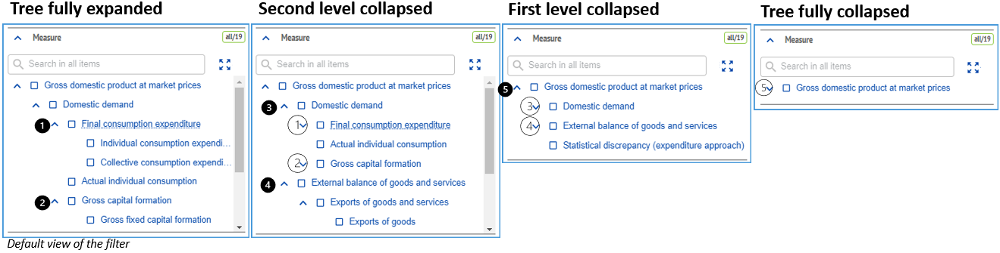 Tree fully expanded
Measure
all/19
Search in all items
Gross domestic product at market prices
Domestic demand
1 Final consumption expenditure
Individual consumption expendi...
Collective consumption expendi...
Actual individual consumption
2 Gross capital formation
Gross fixed capital formation
Default view of the filter
Second level collapsed
Measure
all/19
Search in all items
Gross domestic product at market prices
3 Domestic demand
1 Final consumption expenditure
Actual individual consumption
2 Gross capital formation
4 External balance of goods and services
Exports of goods and services
Exports of goods
First level collapsed
Measure
all/19
Search in all items
5 Gross domestic product at market prices
3 Domestic demand
4 External balance of goods and services
Statistical discrepancy (expenditure approach)
Tree fully collapsed
Measure
all/19
Search in all items
5 Gross domestic product at market prices